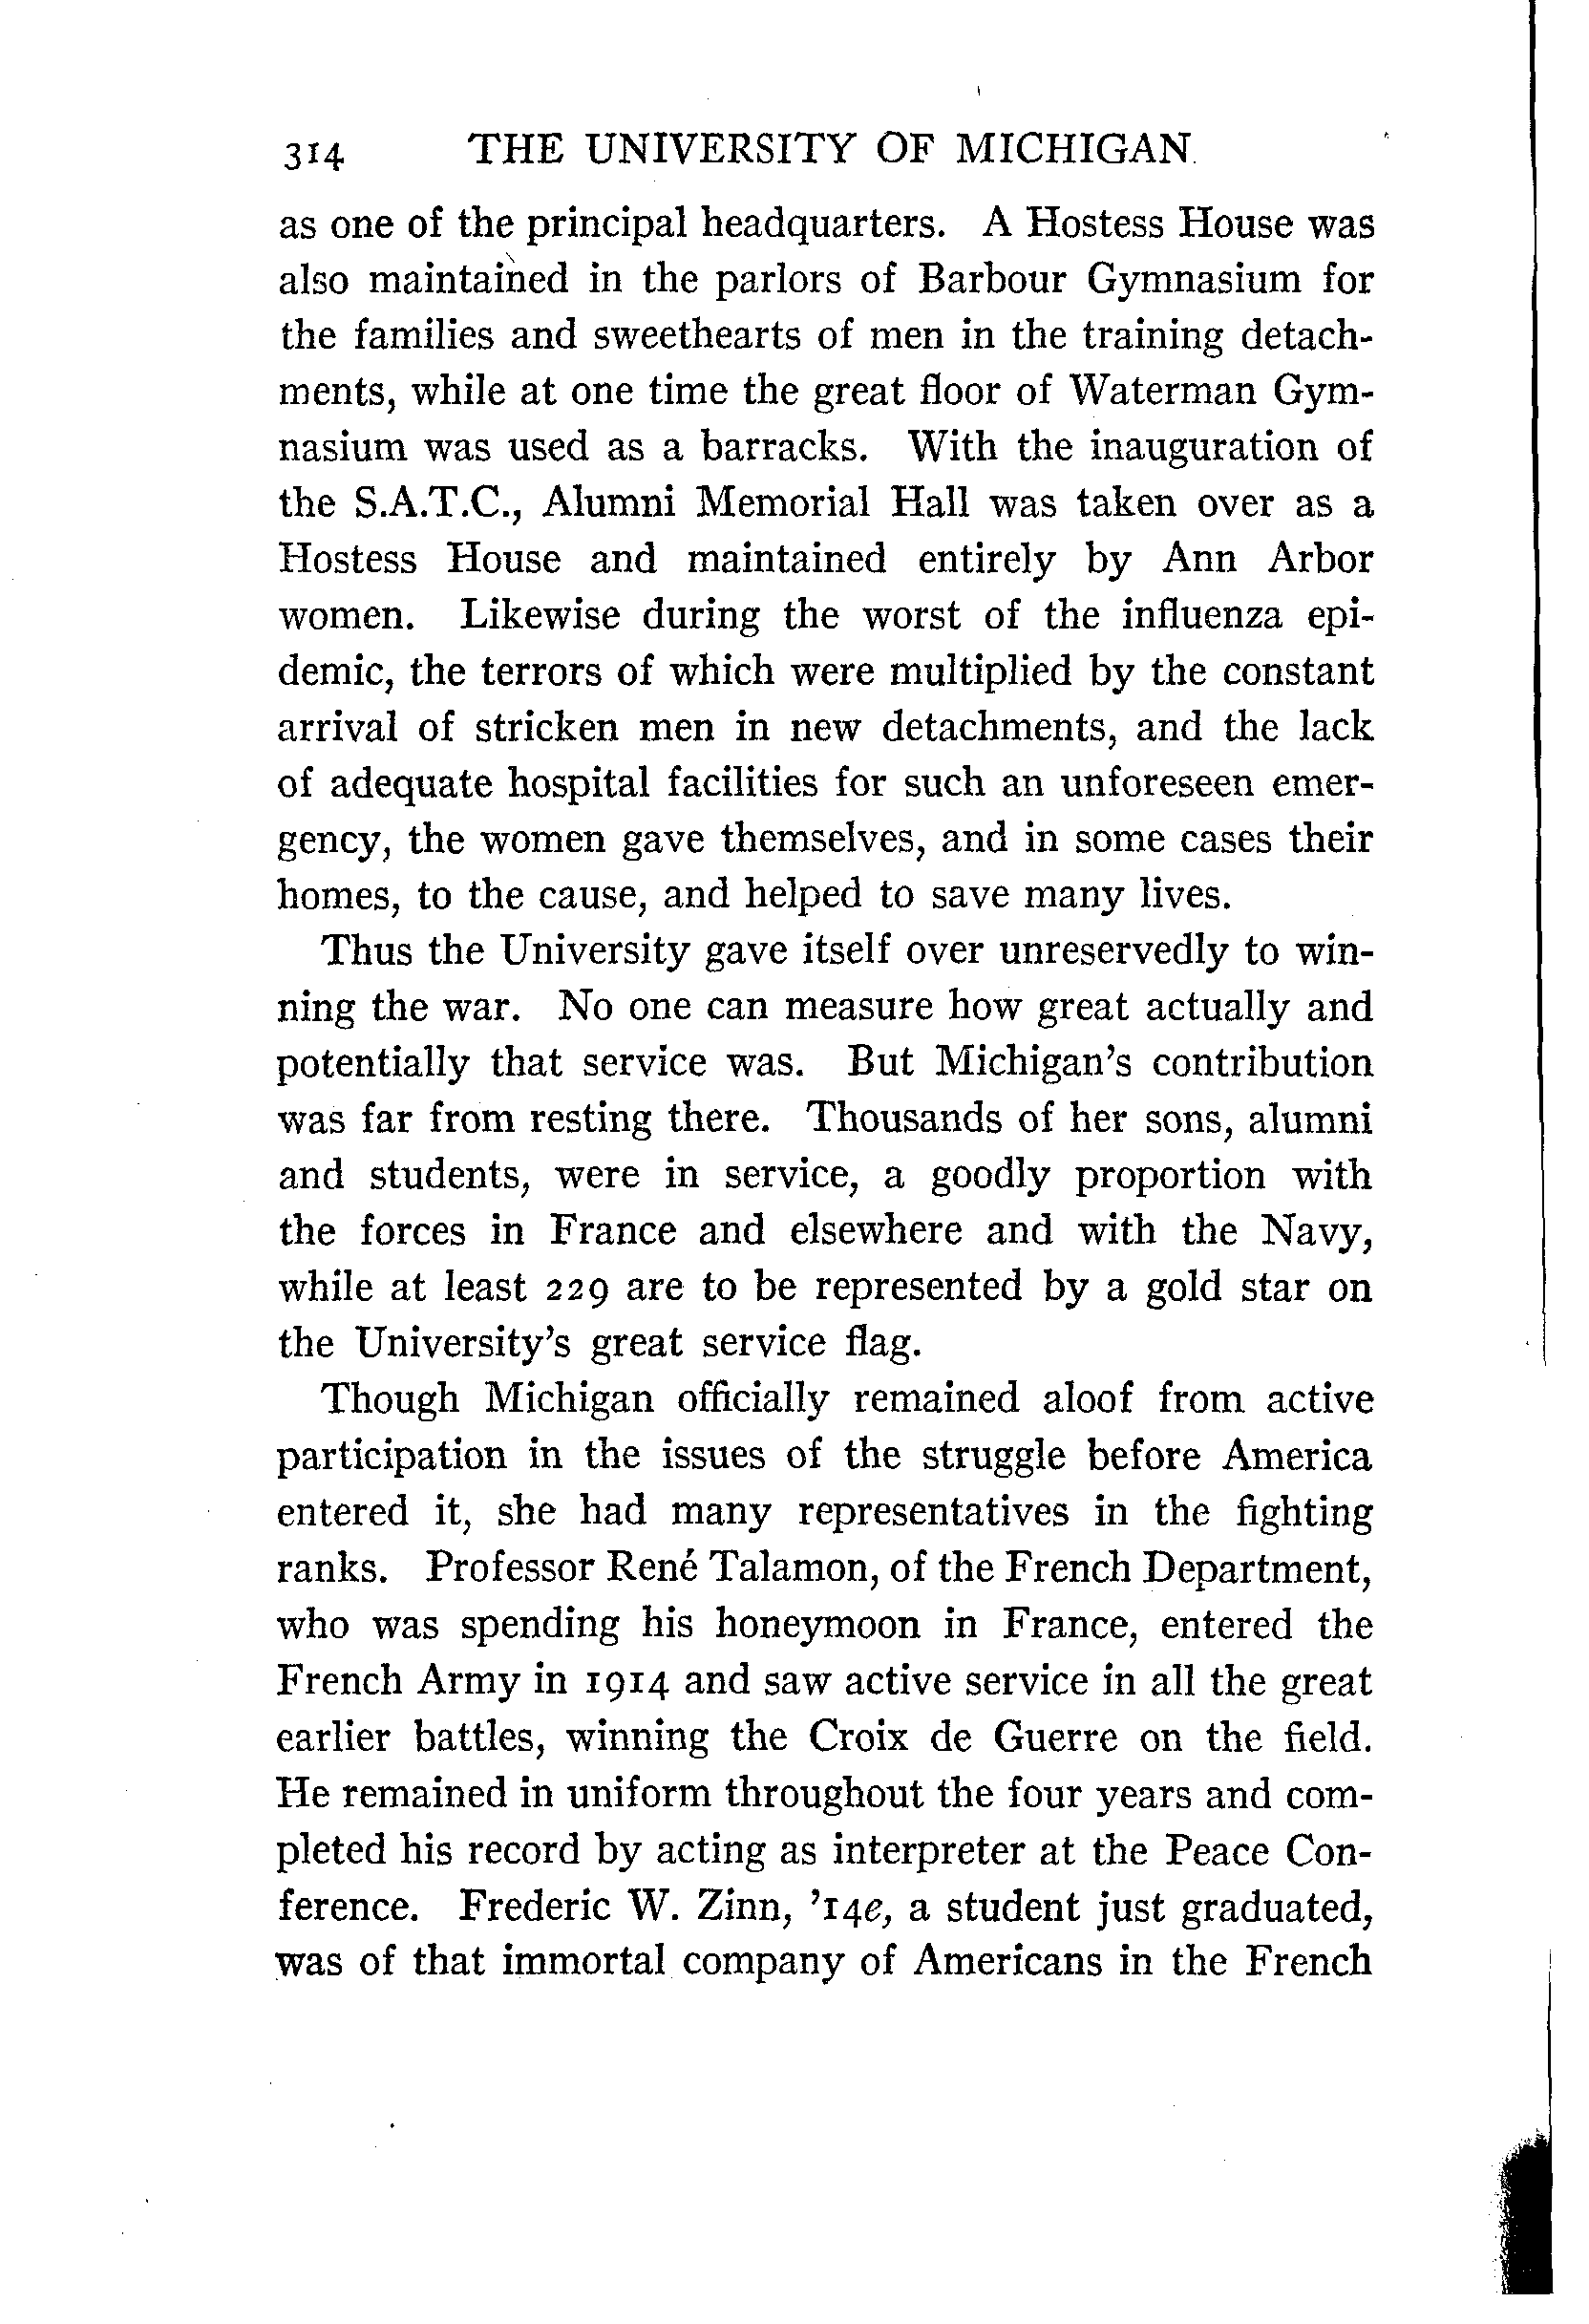 314 THE UNIVERSITY OF MICHIGAN
as one of the principal headquarters. A Hostess House was
also maintained in the parlors of Barbour Gymnasium for
the families and sweethearts of men in the training detach-
ments, while at one time the great floor of Waterman Gym-
nasium was used as a barracks. With the inauguration of
the S.A.T.C., Alumni Memorial Hall was taken over as a
Hostess House and maintained entirely by Ann Arbor
women. Likewise during the worst of the influenza epi-
demic, the terrors of which were multiplied by the constant
arrival of stricken men in new detachments, and the lack
of adequate hospital facilities for such an unforeseen emer-
gency, the women gave themselves, and in some cases their
homes, to the cause, and helped to save many lives.
Thus the University gave itself over unreservedly to win-
ning the war. No one can measure how great actually and
potentially that service was. But Michigan's contribution
was far from resting there. Thousands of her sons, alumni
and students, were in service, a goodly proportion with
the forces in France and elsewhere and with the Navy,
while at least 229 are to be represented by a gold star on
the University's great service flag.
Though Michigan officially remained aloof from active
participation in the issues of the struggle before America
entered it, she had many representatives in the fighting
ranks. Professor René Talamon, of the French Department,
who was spending his honeymoon in France, entered the
French Army in 1914 and saw active service in all the great
earlier battles, winning the Croix de Guerre on the field.
He remained in uniform throughout the four years and com-
pleted his record by acting as interpreter at the Peace Con-
ference. Frederic W. Zinn, '14e, a student just graduated,
was of that immortal company of Americans in the French